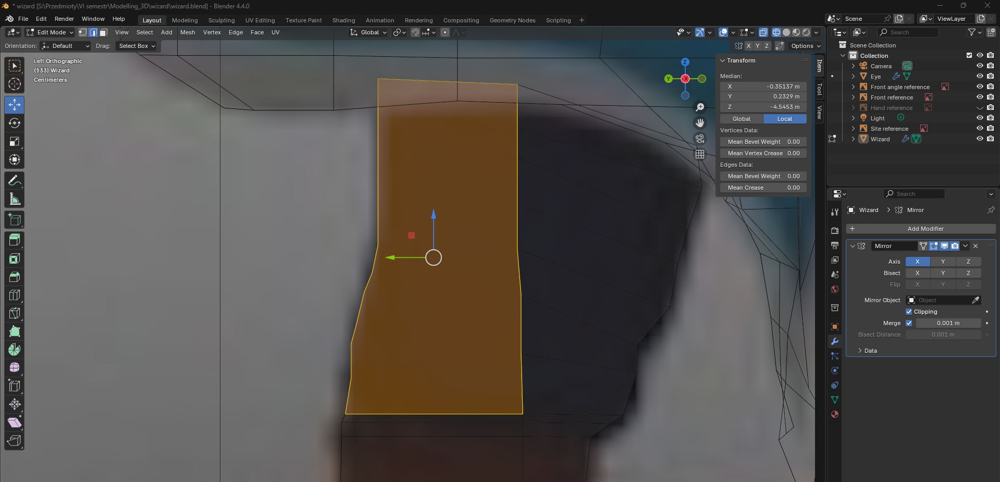 * wizard [S:\Przedmioty\VI semestr\Modelling_3D\wizard\wizard.blend] - Blender 4.4.0
File Edit Render Window Help Layout Modeling Sculpting UV Editing Texture Paint Shading Animation Rendering Compositing Geometry Nodes Scripting + Scene ViewLayer
Edit Mode View Select Add Mesh Vertex Edge Face UV Global Search
Orientation: Default Drag: Select Box X Y Z Options
Scene Collection
Collection
Camera
Eye
Front angle reference
Front reference
Hand reference
Light
Site reference
Wizard
Left Orthographic
(133) Wizard
Centimeters
Z
Y
-X
Item
Tool
View
Transform
Median:
X -0.35137 m
Y 0.2329 m
Z -4.5453 m
Global Local
Vertices Data:
Mean Bevel Weight 0.00
Mean Vertex Crease 0.00
Edges Data:
Mean Bevel Weight 0.00
Mean Crease 0.00
Search
Wizard > Mirror
+ Add Modifier
Mirror
Axis X Y Z
Bisect X Y Z
Flip X Y Z
Mirror Object Object
Clipping
Merge 0.001 m
Bisect Distance 0.001 m
Data